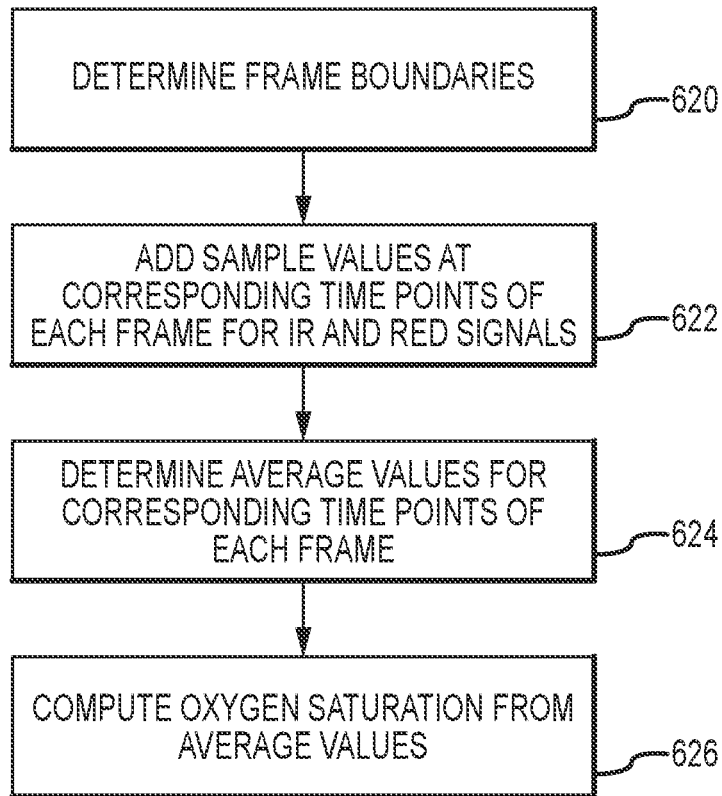 DETERMINE FRAME BOUNDARIES
620
ADD SAMPLE VALUES AT
CORRESPONDING TIME POINTS OF
EACH FRAME FOR IR AND RED SIGNALS
622
DETERMINE AVERAGE VALUES FOR
CORRESPONDING TIME POINTS OF
EACH FRAME
624
COMPUTE OXYGEN SATURATION FROM
AVERAGE VALUES
626